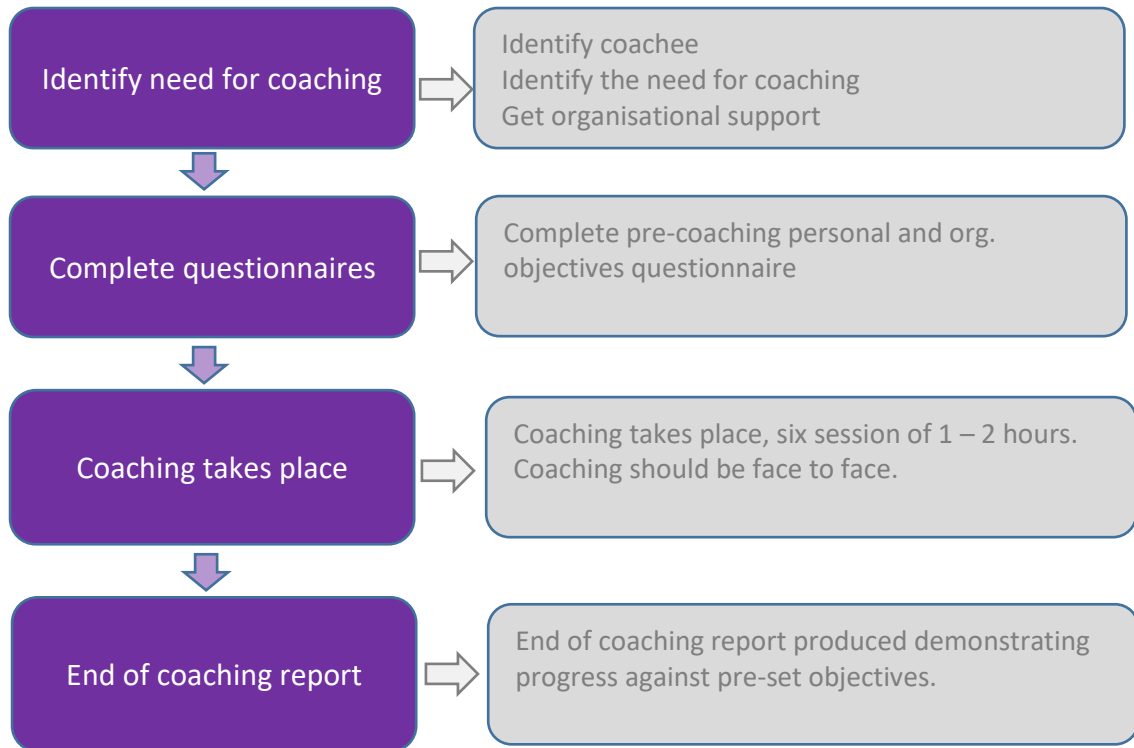 Identify need for coaching
Identify coachee
Identify the need for coaching
Get organisational support
Complete questionnaires
Complete pre-coaching personal and org.
objectives questionnaire
Coaching takes place
Coaching takes place, six session of 1 – 2 hours.
Coaching should be face to face.
End of coaching report
End of coaching report produced demonstrating
progress against pre-set objectives.